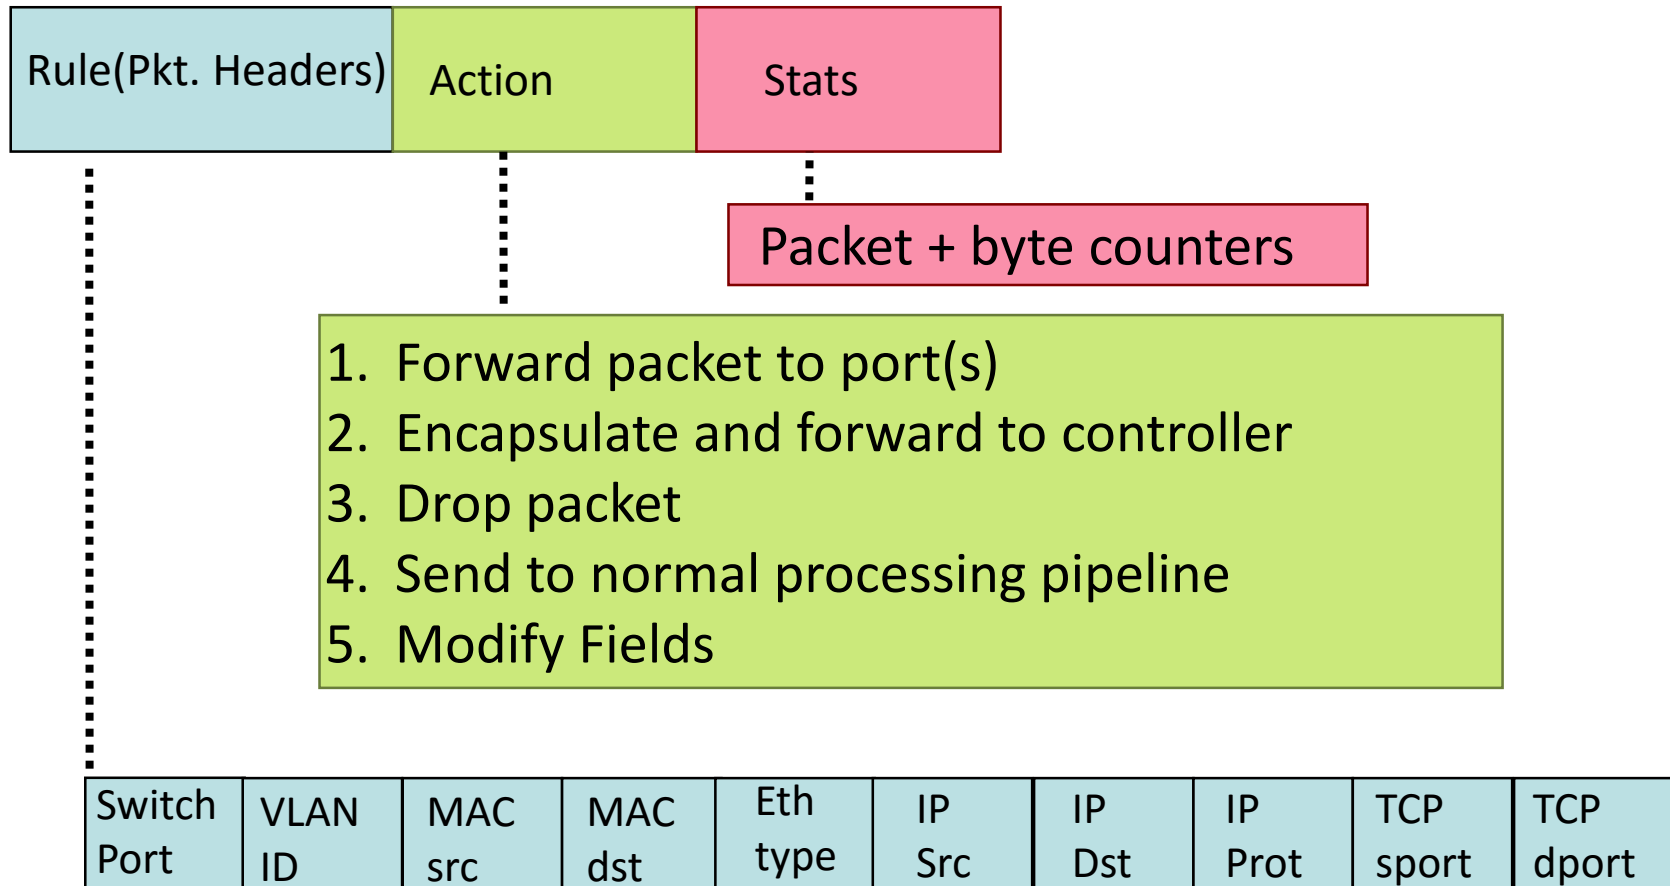 Rule(Pkt. Headers)
Action
Stats
Packet + byte counters
1. Forward packet to port(s)
2. Encapsulate and forward to controller
3. Drop packet
4. Send to normal processing pipeline
5. Modify Fields
Switch
Port
VLAN
ID
MAC
src
MAC
dst
Eth
type
IP
Src
IP
Dst
IP
Prot
TCP
sport
TCP
dport